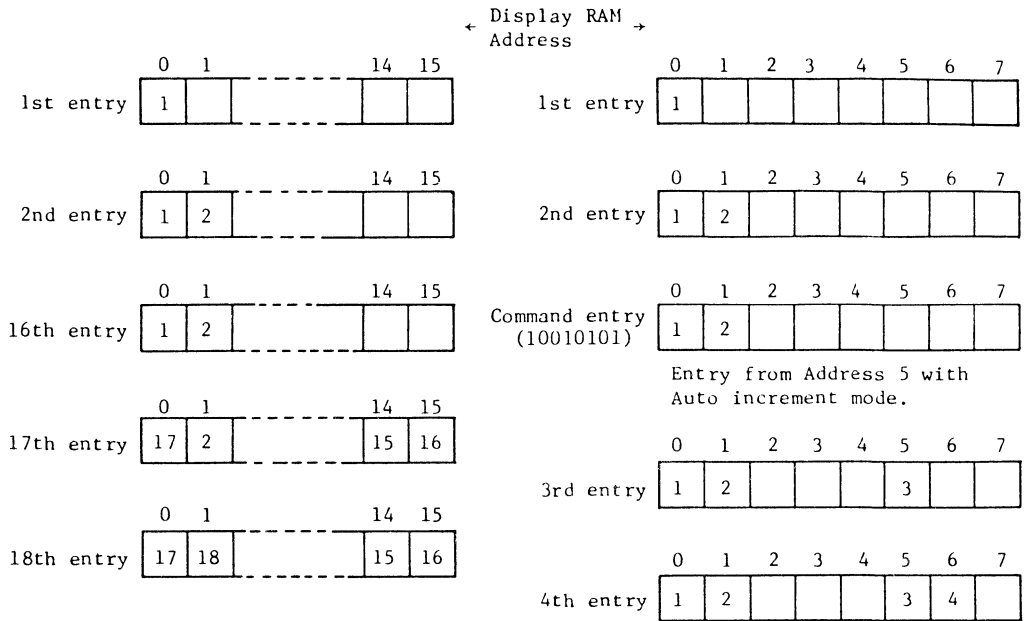 ← Display RAM →
Address
0 1 14 15
1st entry 1
0 1 14 15
2nd entry 1 2
0 1 14 15
16th entry 1 2
0 1 14 15
17th entry 17 2 15 16
0 1 14 15
18th entry 17 18 15 16
0 1 2 3 4 5 6 7
1st entry 1
0 1 2 3 4 5 6 7
2nd entry 1 2
0 1 2 3 4 5 6 7
Command entry 1 2
(10010101)
Entry from Address 5 with
Auto increment mode.
0 1 2 3 4 5 6 7
3rd entry 1 2 3
0 1 2 3 4 5 6 7
4th entry 1 2 3 4